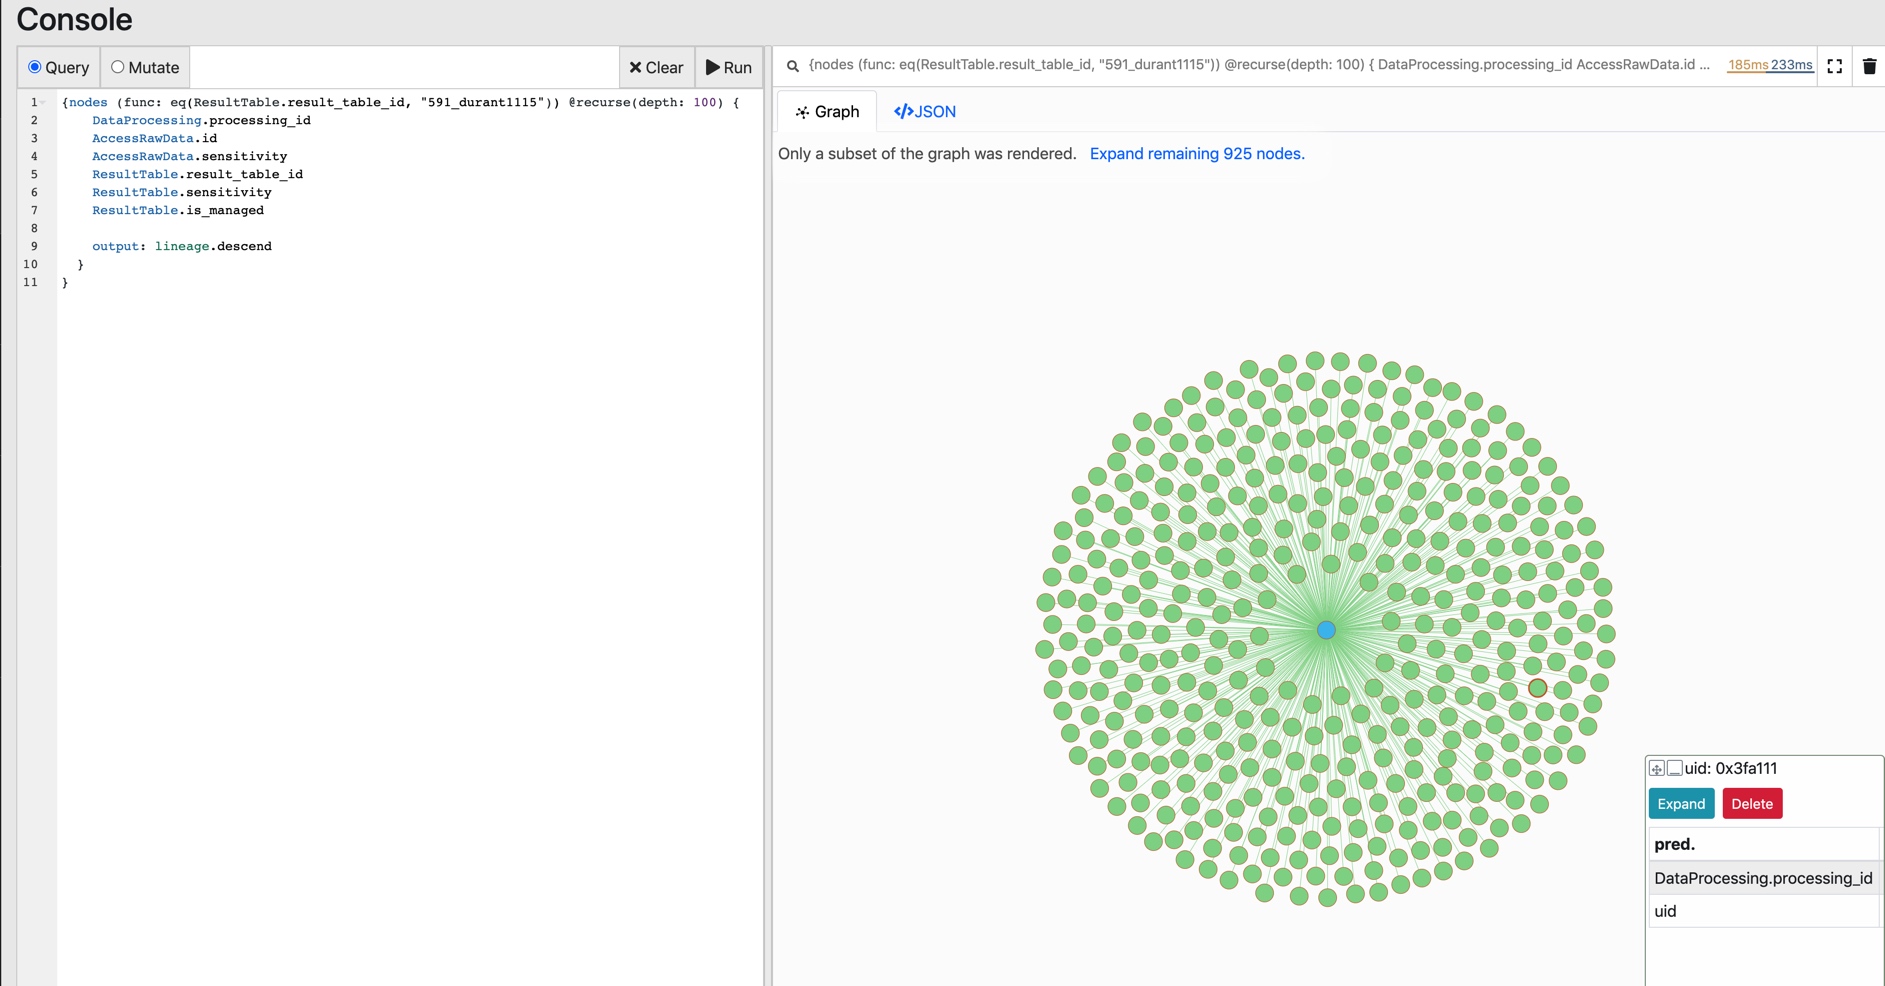 Console
Query Mutate Clear Run
1 {nodes (func: eq(ResultTable.result_table_id, "591_durant1115")) @recurse(depth: 100) {
2 DataProcessing.processing_id
3 AccessRawData.id
4 AccessRawData.sensitivity
5 ResultTable.result_table_id
6 ResultTable.sensitivity
7 ResultTable.is_managed
8
9 output: lineage.descend
10 }
11 }
{nodes (func: eq(ResultTable.result_table_id, "591_durant1115")) @recurse(depth: 100) { DataProcessing.processing_id AccessRawData.id ... 185ms 233ms
Graph </>JSON
Only a subset of the graph was rendered. Expand remaining 925 nodes.
uid: 0x3fa111
Expand Delete
pred.
DataProcessing.processing_id
uid